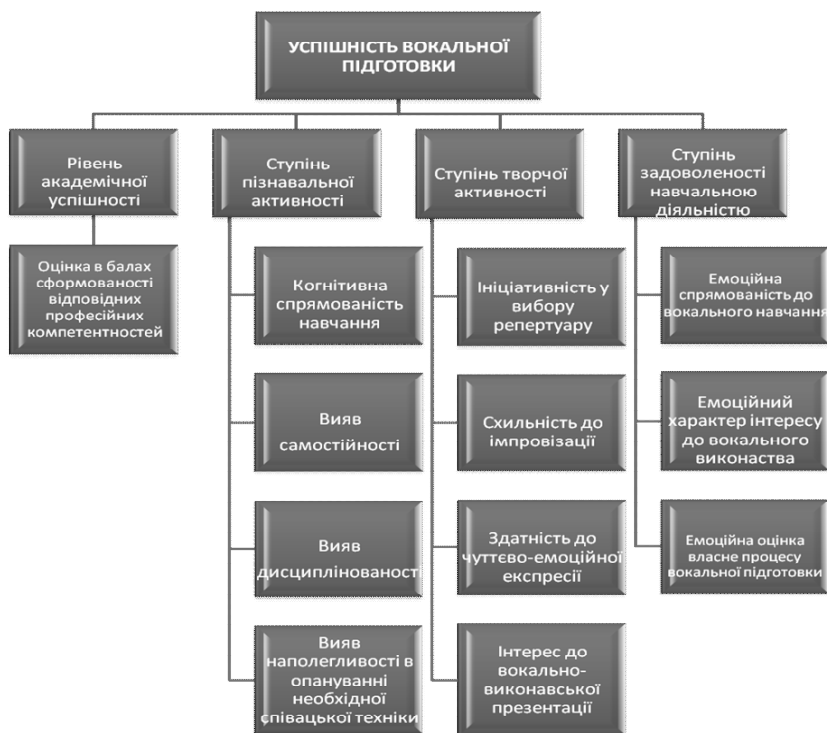 УСПІШНІСТЬ ВОКАЛЬНОЇ
ПІДГОТОВКИ
Рівень
академічної
успішності
Оцінка в балах
сформованості
відповідних
професійних
компетентностей
Ступінь
пізнавальної
активності
Когнітивна
спрямованість
навчання
Вияв
самостійності
Вияв
дисциплінованост
Вияв
наполегливості в
опануванні
необхідної
співацької техніки
Ступінь творчої
активності
Ініціативність у
вибору
репертуару
Схильність до
імпровізації
Здатність до
чуттєво-емоційної
експресії
Інтерес до
вокально-
виконавської
презентації
Ступінь
задоволеності
навчальною
діяльністю
Емоційна
спрямованість до
вокального навчання
Емоційний
характер інтересу
до вокального
виконаства
Емоційна оцінка
власне процесу
вокальної підготовки